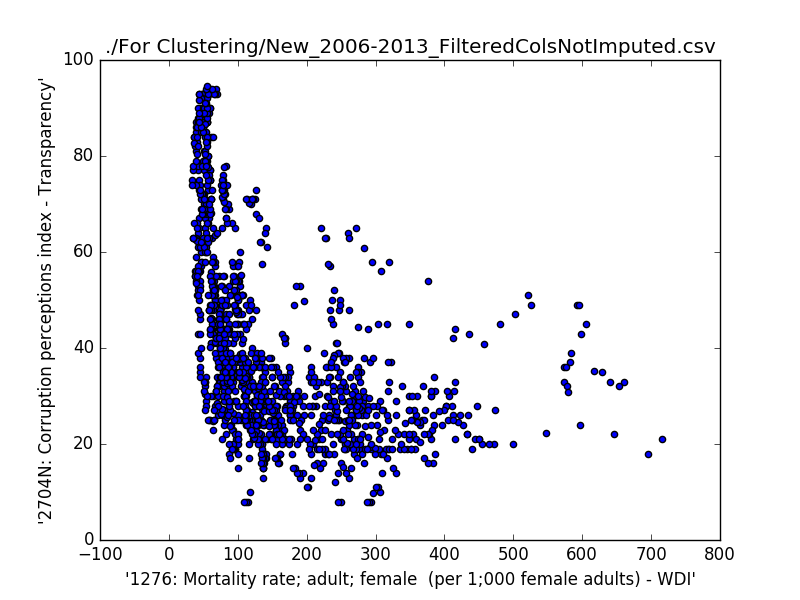 ./For Clustering/New_2006-2013_FilteredColsNotImputed.csv
100
80
60
40
20
0
'2704N: Corruption perceptions index - Transparency'
−100 0 100 200 300 400 500 600 700 800
'1276: Mortality rate; adult; female  (per 1;000 female adults) - WDI'